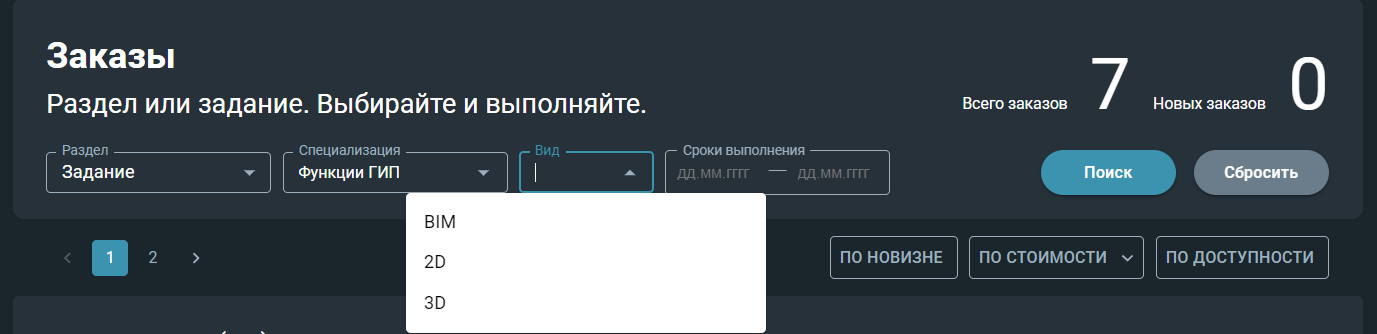 Заказы
Раздел или задание. Выбирайте и выполняйте.
Всего заказов 7 Новых заказов 0
Раздел Специализация Вид Сроки выполнения
Задание Функции ГИП дд.мм.гггг — дд.мм.гггг Поиск Сбросить
BIM
2D
3D
1 2 ПО НОВИЗНЕ ПО СТОИМОСТИ ПО ДОСТУПНОСТИ